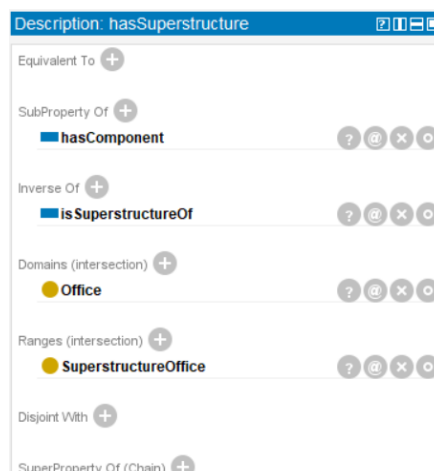 Description: hasSuperstructure
Equivalent To
SubProperty Of
hasComponent
Inverse Of
isSuperstructureOf
Domains (intersection)
Office
Ranges (intersection)
SuperstructureOffice
Disjoint With
SuperProperty Of (Chain)